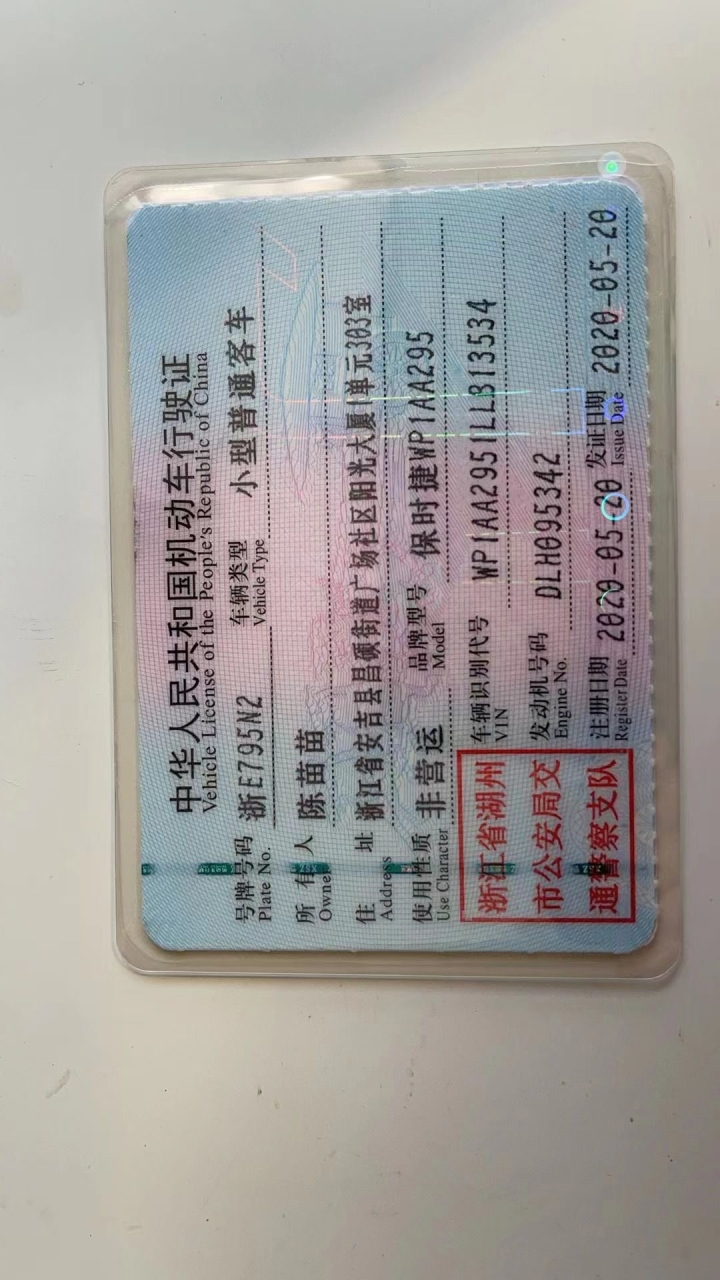 中华人民共和国机动车行驶证
Vehicle License of the People's Republic of China
号牌号码 浙E795N2 车辆类型 小型普通客车
Plate No. Vehicle Type
所有人 陈苗苗
Owner
住址 浙江省安吉县昌硕街道广场社区阳光大厦1单元303室
Address
使用性质 非营运 品牌型号 保时捷WP1AA295
Use Character Model
浙江省湖州
市公安局交
通警察支队
车辆识别代号 WP1AA2951LLB13534
VIN
发动机号码 DLH095342
Engine No.
注册日期 2020-05-20 发证日期 2020-05-20
Register Date Issue Date